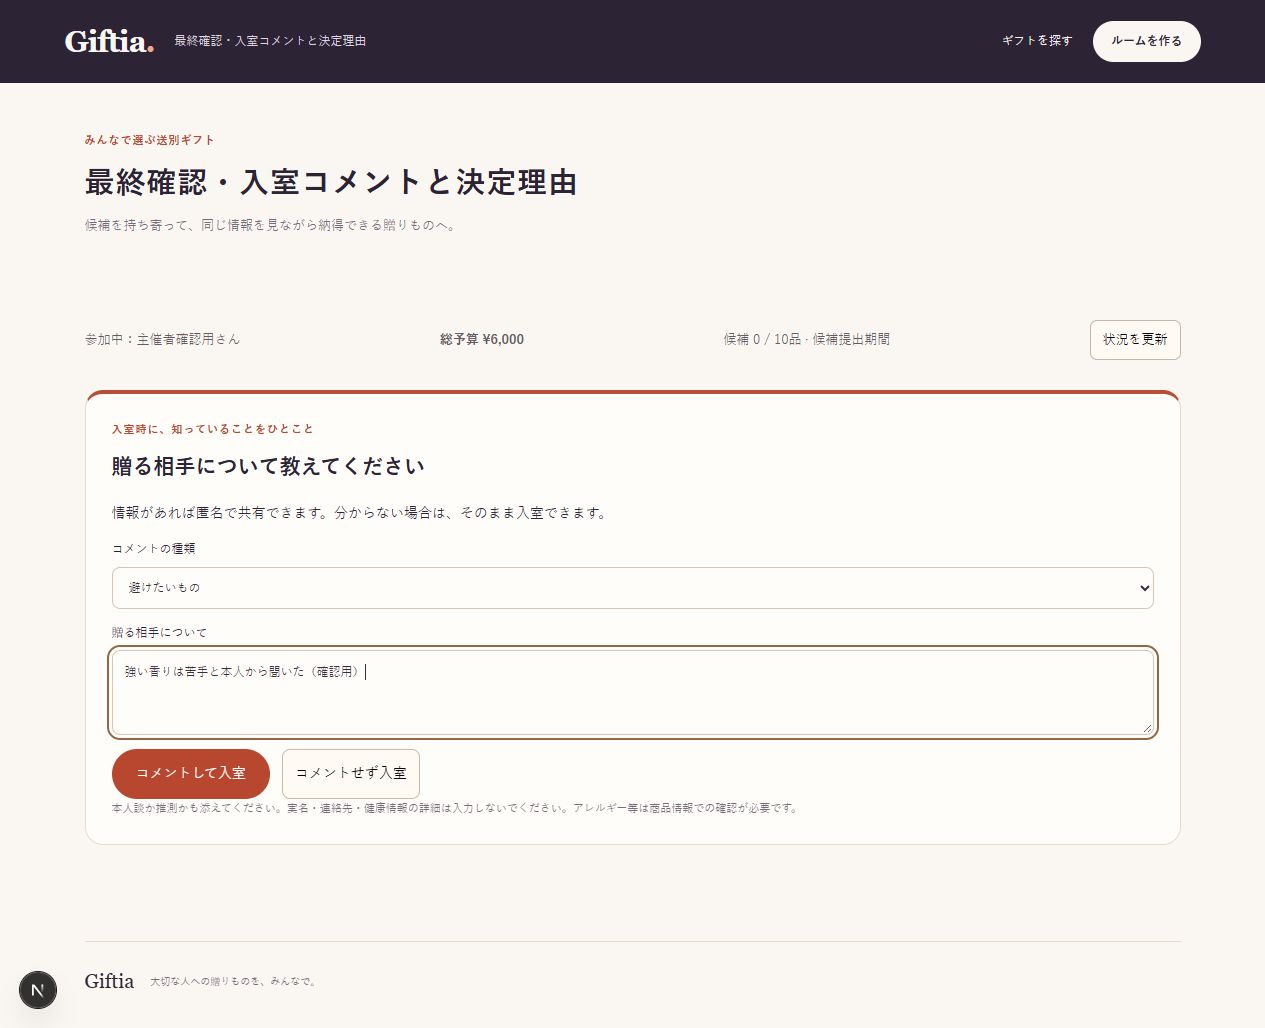 Giftia.
最終確認・入室コメントと決定理由
ギフトを探す
ルームを作る
みんなで選ぶ送別ギフト
最終確認・入室コメントと決定理由
候補を持ち寄って、同じ情報を見ながら納得できる贈りものへ。
参加中：主催者確認用さん
総予算 ¥6,000
候補 0 / 10品 · 候補提出期間
状況を更新
入室時に、知っていることをひとこと
贈る相手について教えてください
情報があれば匿名で共有できます。分からない場合は、そのまま入室できます。
コメントの種類
避けたいもの
贈る相手について
強い香りは苦手と本人から聞いた（確認用）
コメントして入室
コメントせず入室
本人談か推測かも添えてください。実名・連絡先・健康情報の詳細は入力しないでください。アレルギー等は商品情報での確認が必要です。
Giftia
大切な人への贈りものを、みんなで。
N